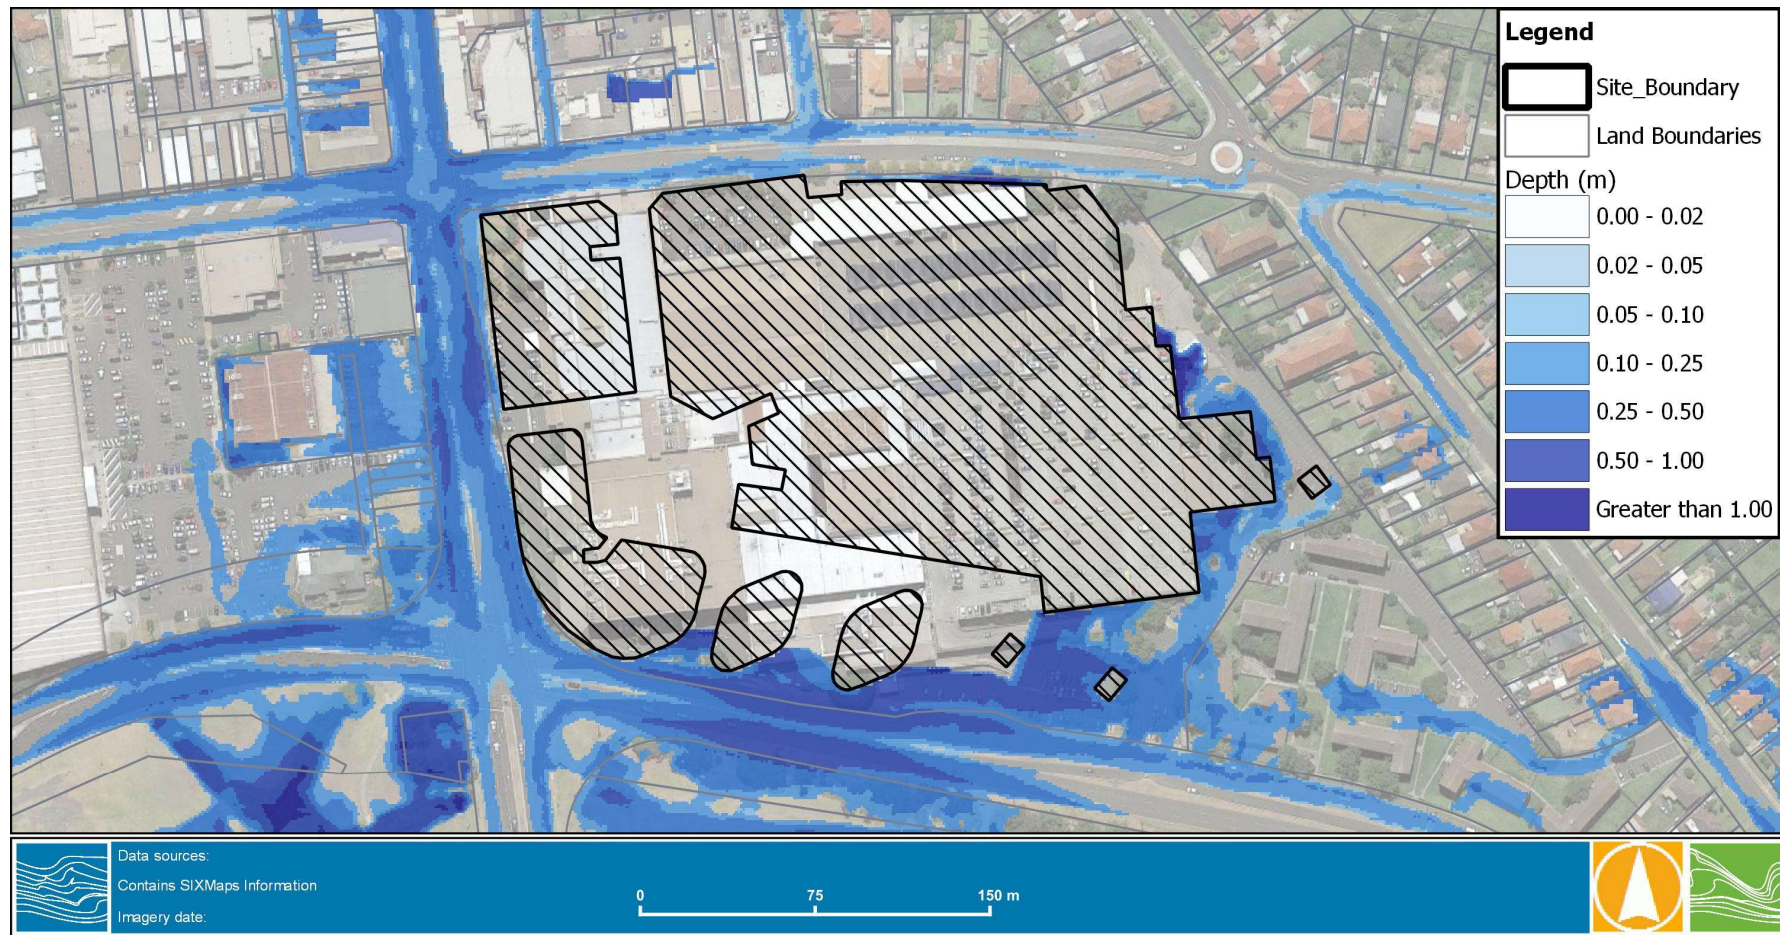 Legend
Site_Boundary
Land Boundaries
Depth (m)
0.00 - 0.02
0.02 - 0.05
0.05 - 0.10
0.10 - 0.25
0.25 - 0.50
0.50 - 1.00
Greater than 1.00
Data sources:
Contains SIXMaps Information
Imagery date:
0 75 150 m